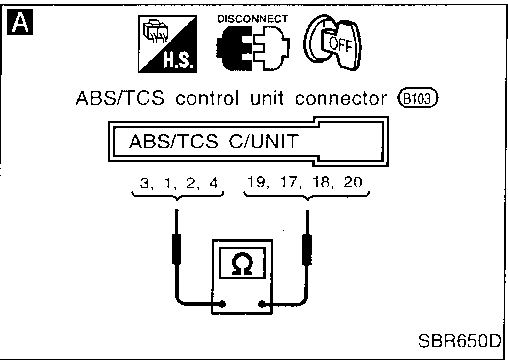 A
DISCONNECT
H.S.
OFF
ABS/TCS control unit connector B103
ABS/TCS C/UNIT
3, 1, 2, 4 19, 17, 18, 20
Ω
SBR650D